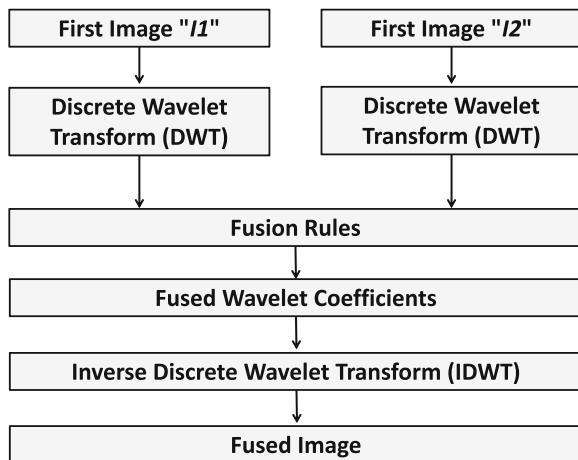 First Image "I1"
First Image "I2"
Discrete Wavelet
Transform (DWT)
Discrete Wavelet
Transform (DWT)
Fusion Rules
Fused Wavelet Coefficients
Inverse Discrete Wavelet Transform (IDWT)
Fused Image